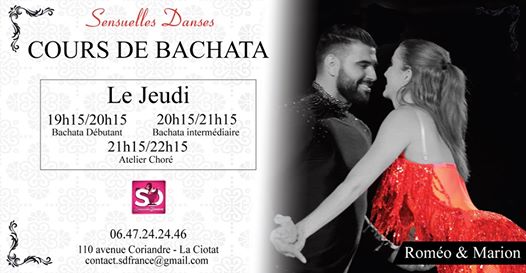 Sensuelles Danses
COURS DE BACHATA
Le Jeudi
19h15/20h15
Bachata Débutant
20h15/21h15
Bachata intermédiaire
21h15/22h15
Atelier Choré
SD
06.47.24.24.46
110 avenue Coriandre - La Ciotat
contact.sdfrance@gmail.com
Roméo & Marion